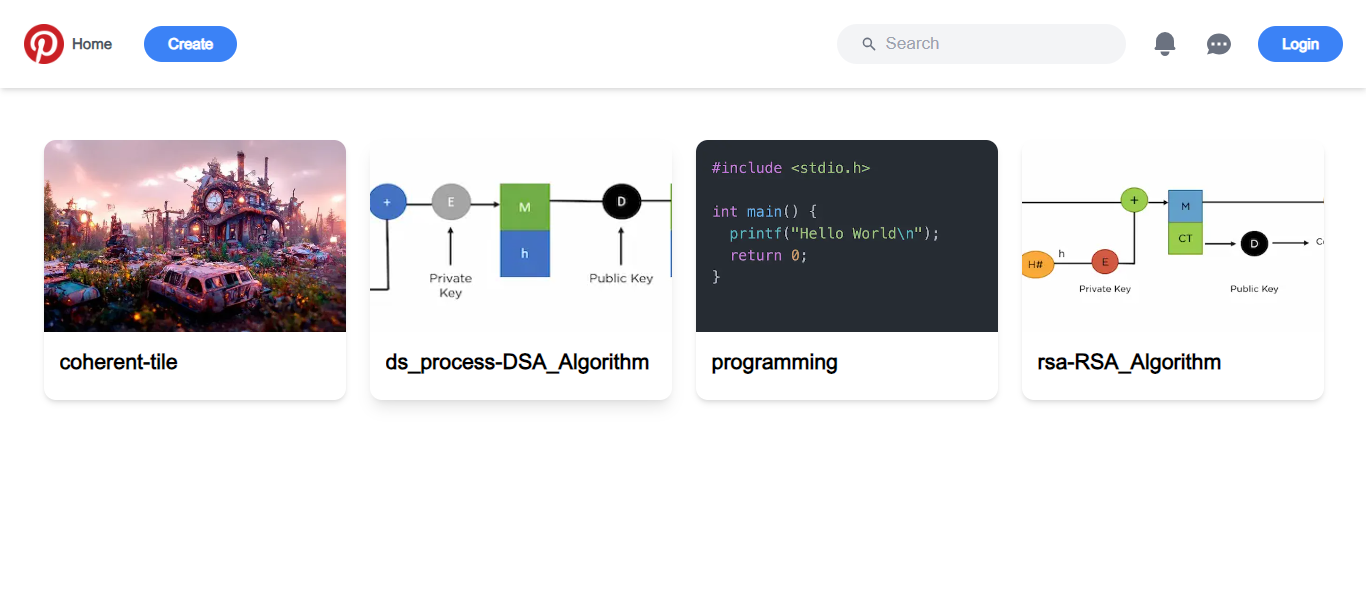 Home
Create
Search
Login
+
E
M
h
D
Private
Key
Public Key
#include <stdio.h>
int main() {
printf("Hello World\n");
return 0;
}
+
M
CT
H#
h
E
D
Private Key
Public Key
coherent-tile
ds_process-DSA_Algorithm
programming
rsa-RSA_Algorithm